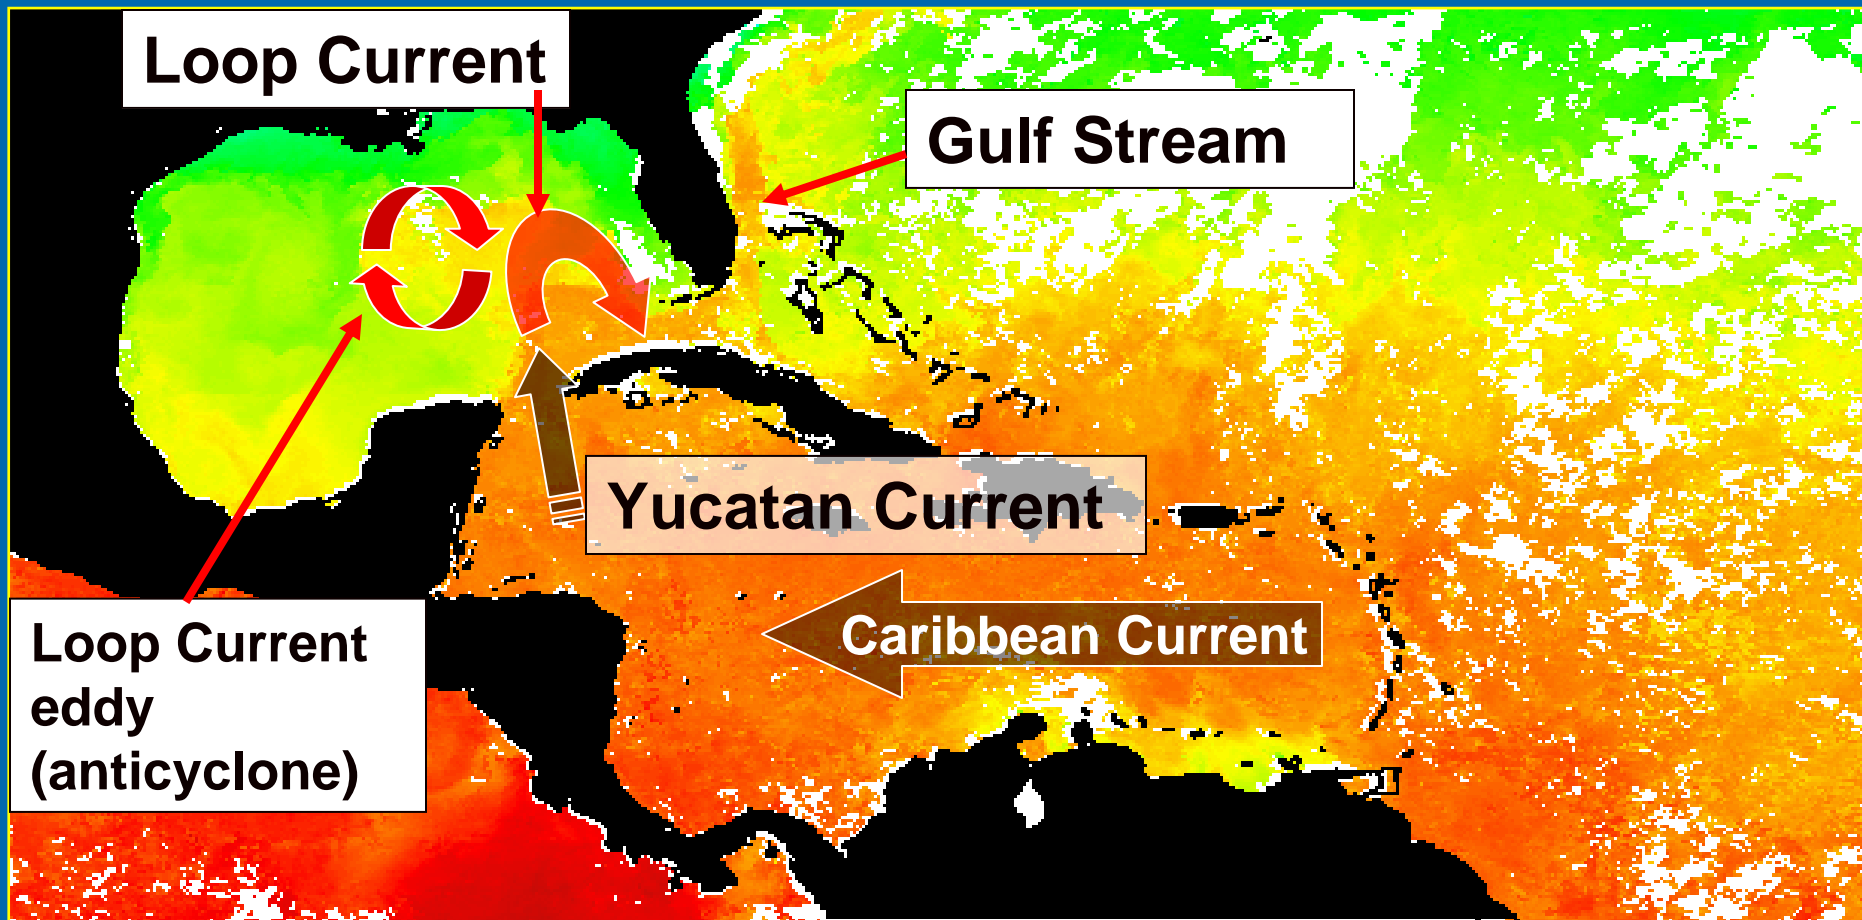 Loop Current
Gulf Stream
Yucatan Current
Caribbean Current
Loop Current
eddy
(anticyclone)